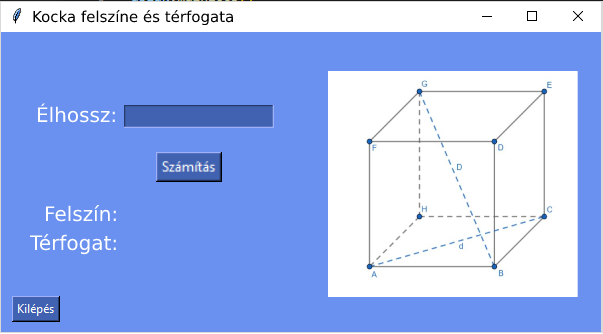 Kocka felszíne és térfogata
Élhossz:
Számítás
Felszín:
Térfogat:
Kilépés
G
E
F
D
D
H
C
d
A
B